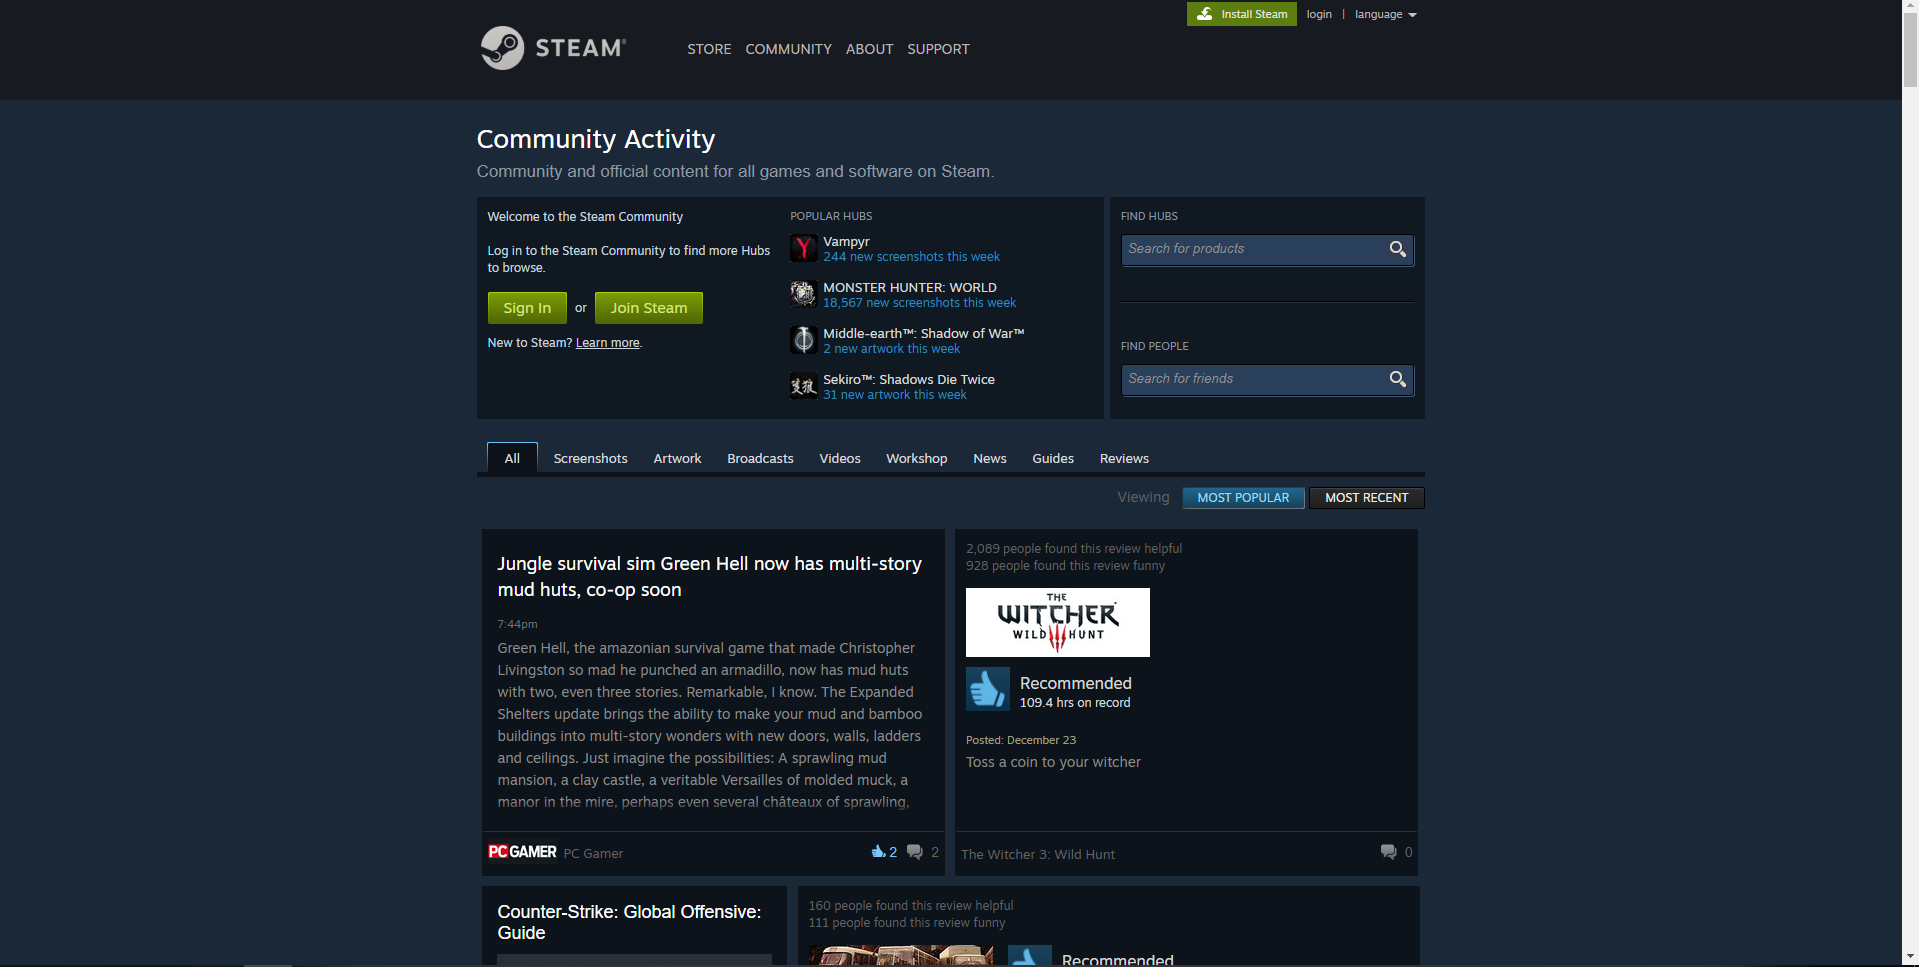 Install Steam login | language
STEAM®
STORE COMMUNITY ABOUT SUPPORT
Community Activity
Community and official content for all games and software on Steam.
Welcome to the Steam Community
Log in to the Steam Community to find more Hubs
to browse.
Sign In or Join Steam
New to Steam? Learn more.
POPULAR HUBS
Vampyr
244 new screenshots this week
MONSTER HUNTER: WORLD
18,567 new screenshots this week
Middle-earth™: Shadow of War™
2 new artwork this week
Sekiro™: Shadows Die Twice
31 new artwork this week
FIND HUBS
Search for products
FIND PEOPLE
Search for friends
All Screenshots Artwork Broadcasts Videos Workshop News Guides Reviews
Viewing MOST POPULAR MOST RECENT
Jungle survival sim Green Hell now has multi-story
mud huts, co-op soon
7:44pm
Green Hell, the amazonian survival game that made Christopher
Livingston so mad he punched an armadillo, now has mud huts
with two, even three stories. Remarkable, I know. The Expanded
Shelters update brings the ability to make your mud and bamboo
buildings into multi-story wonders with new doors, walls, ladders
and ceilings. Just imagine the possibilities: A sprawling mud
mansion, a clay castle, a veritable Versailles of molded muck, a
manor in the mire, perhaps even several châteaux of sprawling,
PC GAMER PC Gamer 2 2
2,089 people found this review helpful
928 people found this review funny
THE
WITCHER
WILD HUNT
Recommended
109.4 hrs on record
Posted: December 23
Toss a coin to your witcher
The Witcher 3: Wild Hunt 0
Counter-Strike: Global Offensive:
Guide
160 people found this review helpful
111 people found this review funny
Recommended